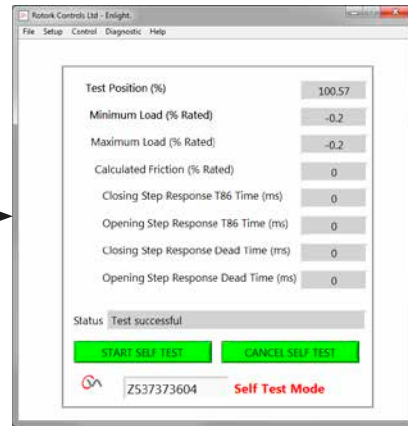 Rotork Controls Ltd - Enlight.
File Setup Control Diagnostic Help
Test Position (%) 100.57
Minimum Load (% Rated) -0.2
Maximum Load (% Rated) -0.2
Calculated Friction (% Rated) 0
Closing Step Response T86 Time (ms) 0
Opening Step Response T86 Time (ms) 0
Closing Step Response Dead Time (ms) 0
Opening Step Response Dead Time (ms) 0
Status Test successful
START SELF TEST CANCEL SELF TEST
Z537373604 Self Test Mode